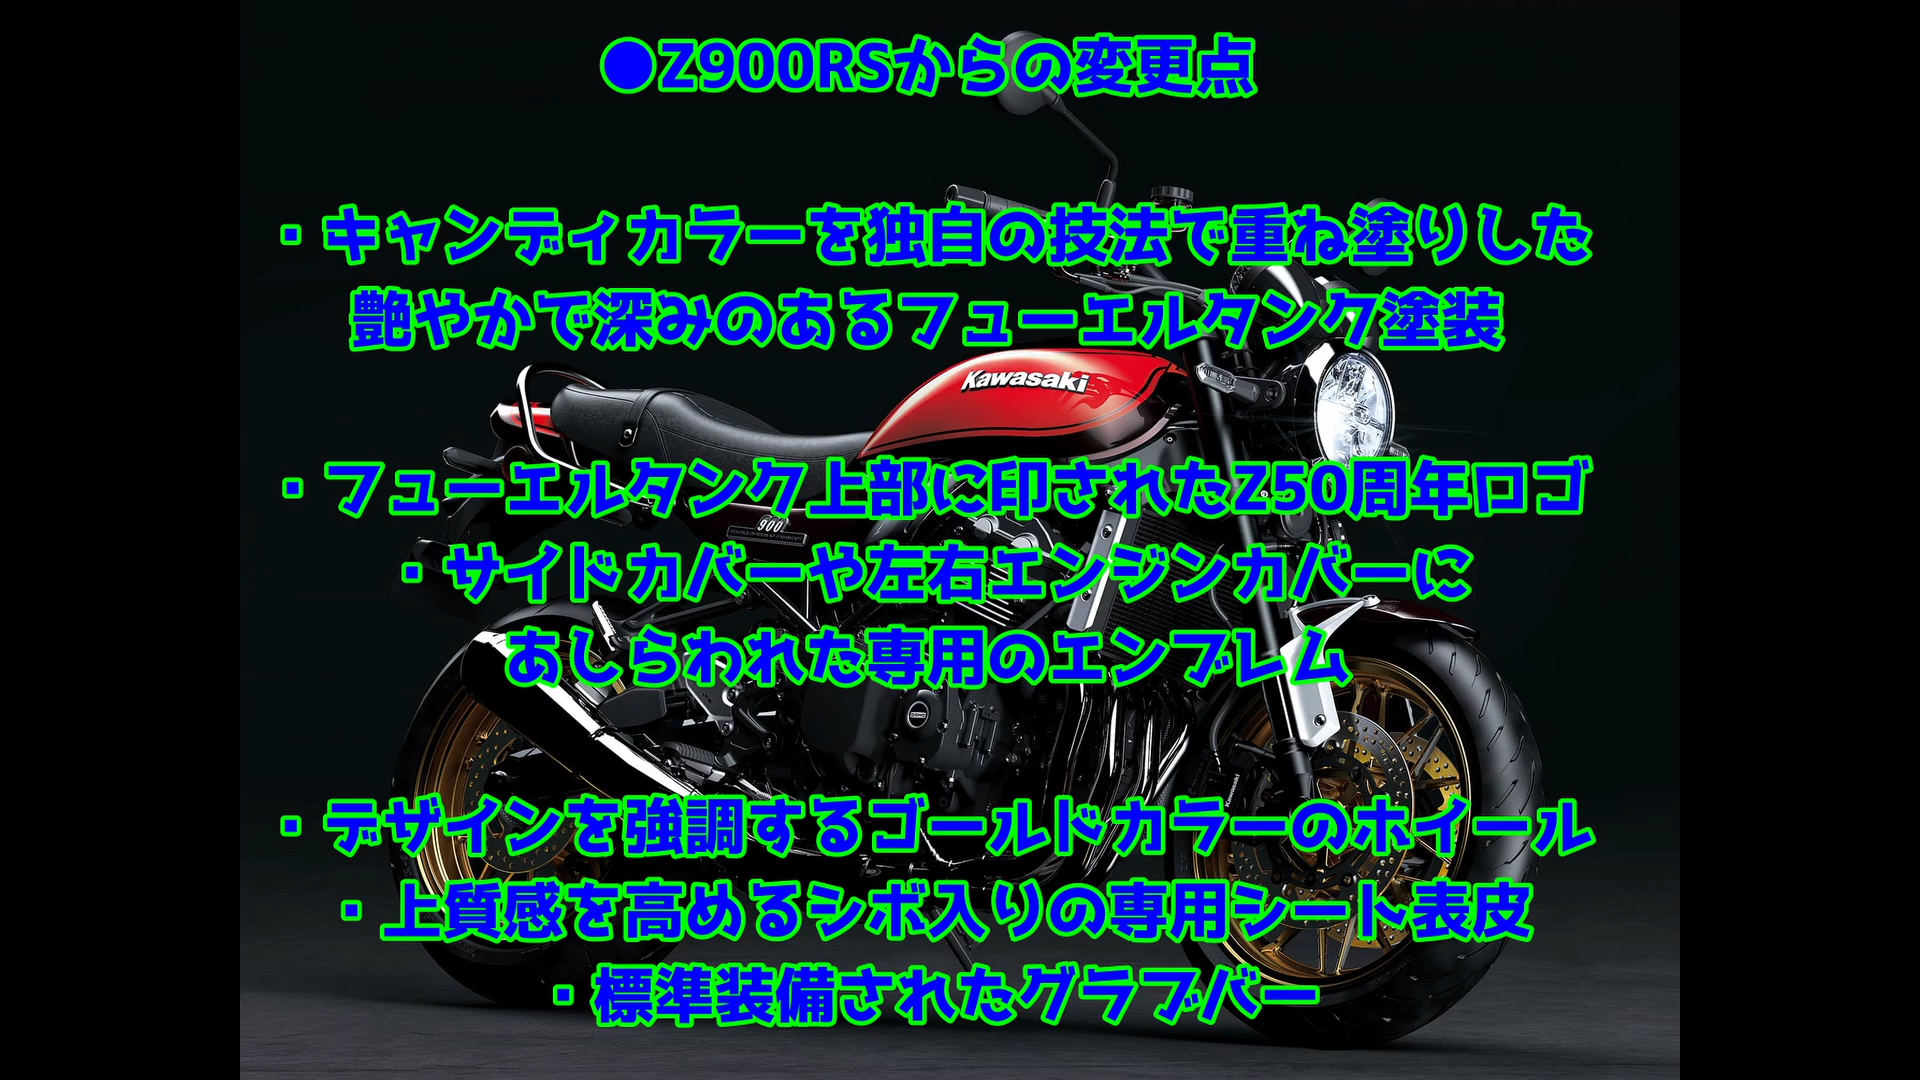 ●Z900RSからの変更点
・キャンディカラーを独自の技法で重ね塗りした
艶やかで深みのあるフューエルタンク塗装
Kawasaki
・フューエルタンク上部に印されたZ50周年ロゴ
900
・サイドカバーや左右エンジンカバーに
あしらわれた専用のエンブレム
Kawasaki
・デザインを強調するゴールドカラーのホイール
・上質感を高めるシボ入りの専用シート表皮
・標準装備されたグラブバー